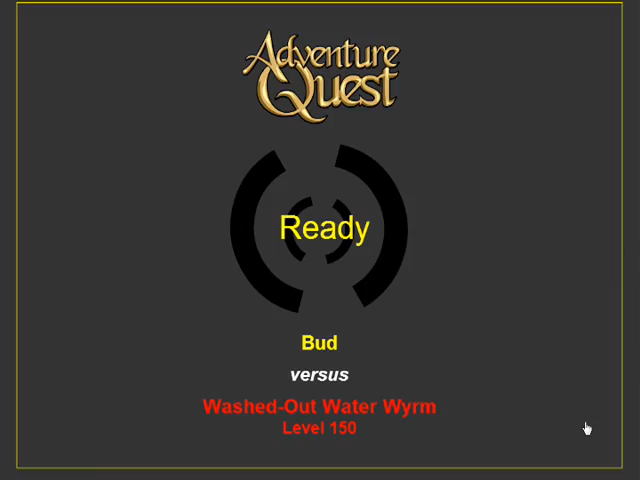 Adventure
Quest
Ready
Bud
versus
Washed-Out Water Wyrm
Level 150